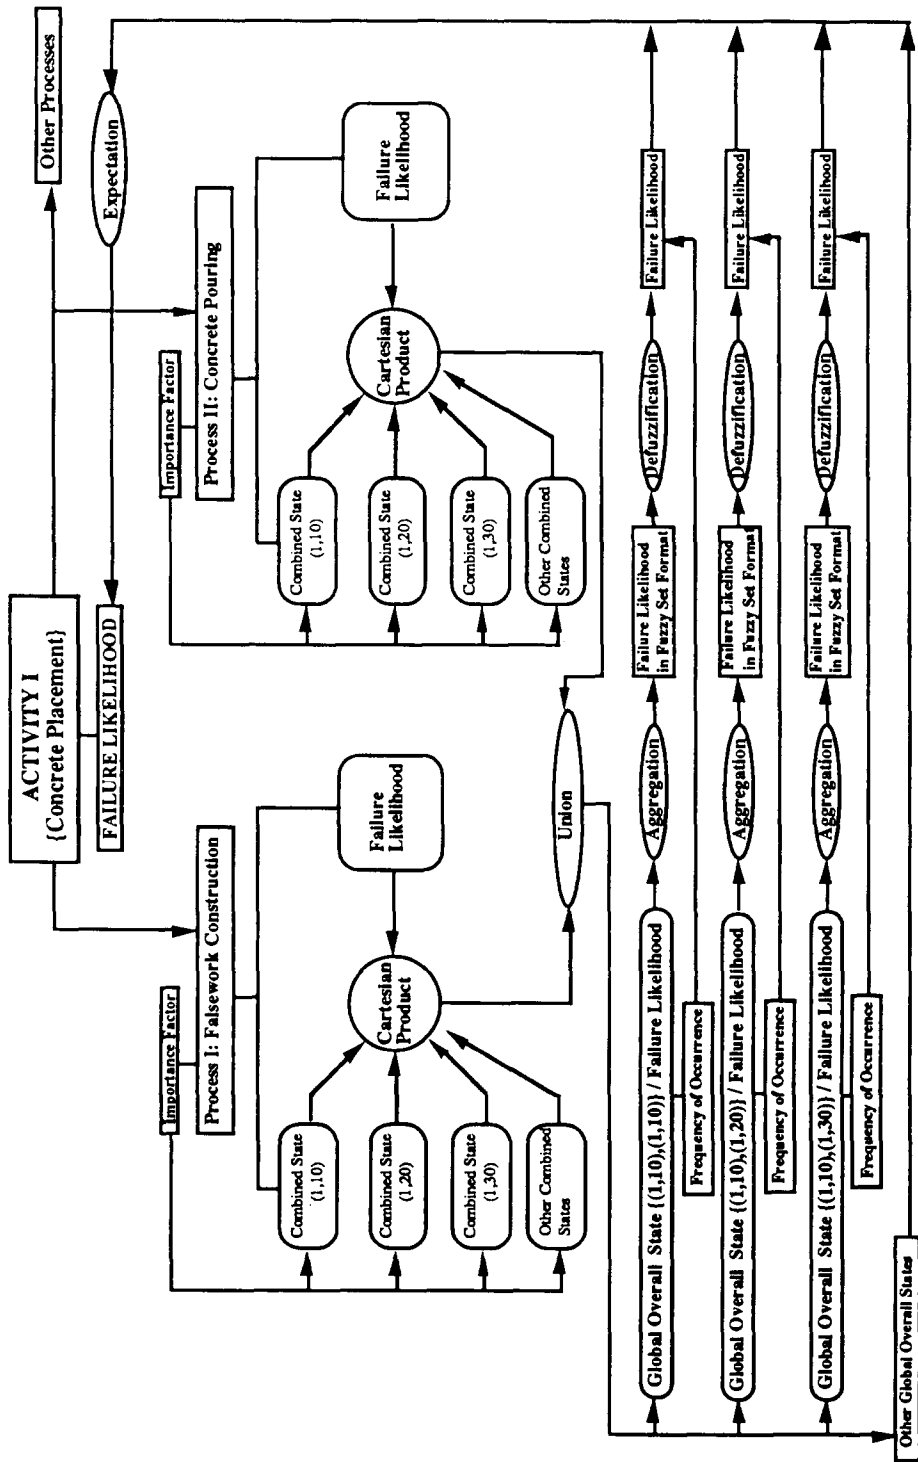 ACTIVITY I
{Concrete Placement}
FAILURE LIKELIHOOD
Expectation
Other Processes
Importance Factor
Process I: Falsework Construction
Combined State
(1,10)
Combined State
(1,20)
Combined State
(1,30)
Other Combined
States
Cartesian
Product
Failure
Likelihood
Importance Factor
Process II: Concrete Pouring
Combined State
(1,10)
Combined State
(1,20)
Combined State
(1,30)
Other Combined
States
Cartesian
Product
Failure
Likelihood
Union
Global Overall State {(1,10),(1,10)} / Failure Likelihood
Aggregation
Failure Likelihood
in Fuzzy Set Format
Defuzzification
Failure Likelihood
Frequency of Occurrence
Global Overall State {(1,10),(1,20)} / Failure Likelihood
Aggregation
Failure Likelihood
in Fuzzy Set Format
Defuzzification
Failure Likelihood
Frequency of Occurrence
Global Overall State {(1,10),(1,30)} / Failure Likelihood
Aggregation
Failure Likelihood
in Fuzzy Set Format
Defuzzification
Failure Likelihood
Frequency of Occurrence
Other Global Overall States